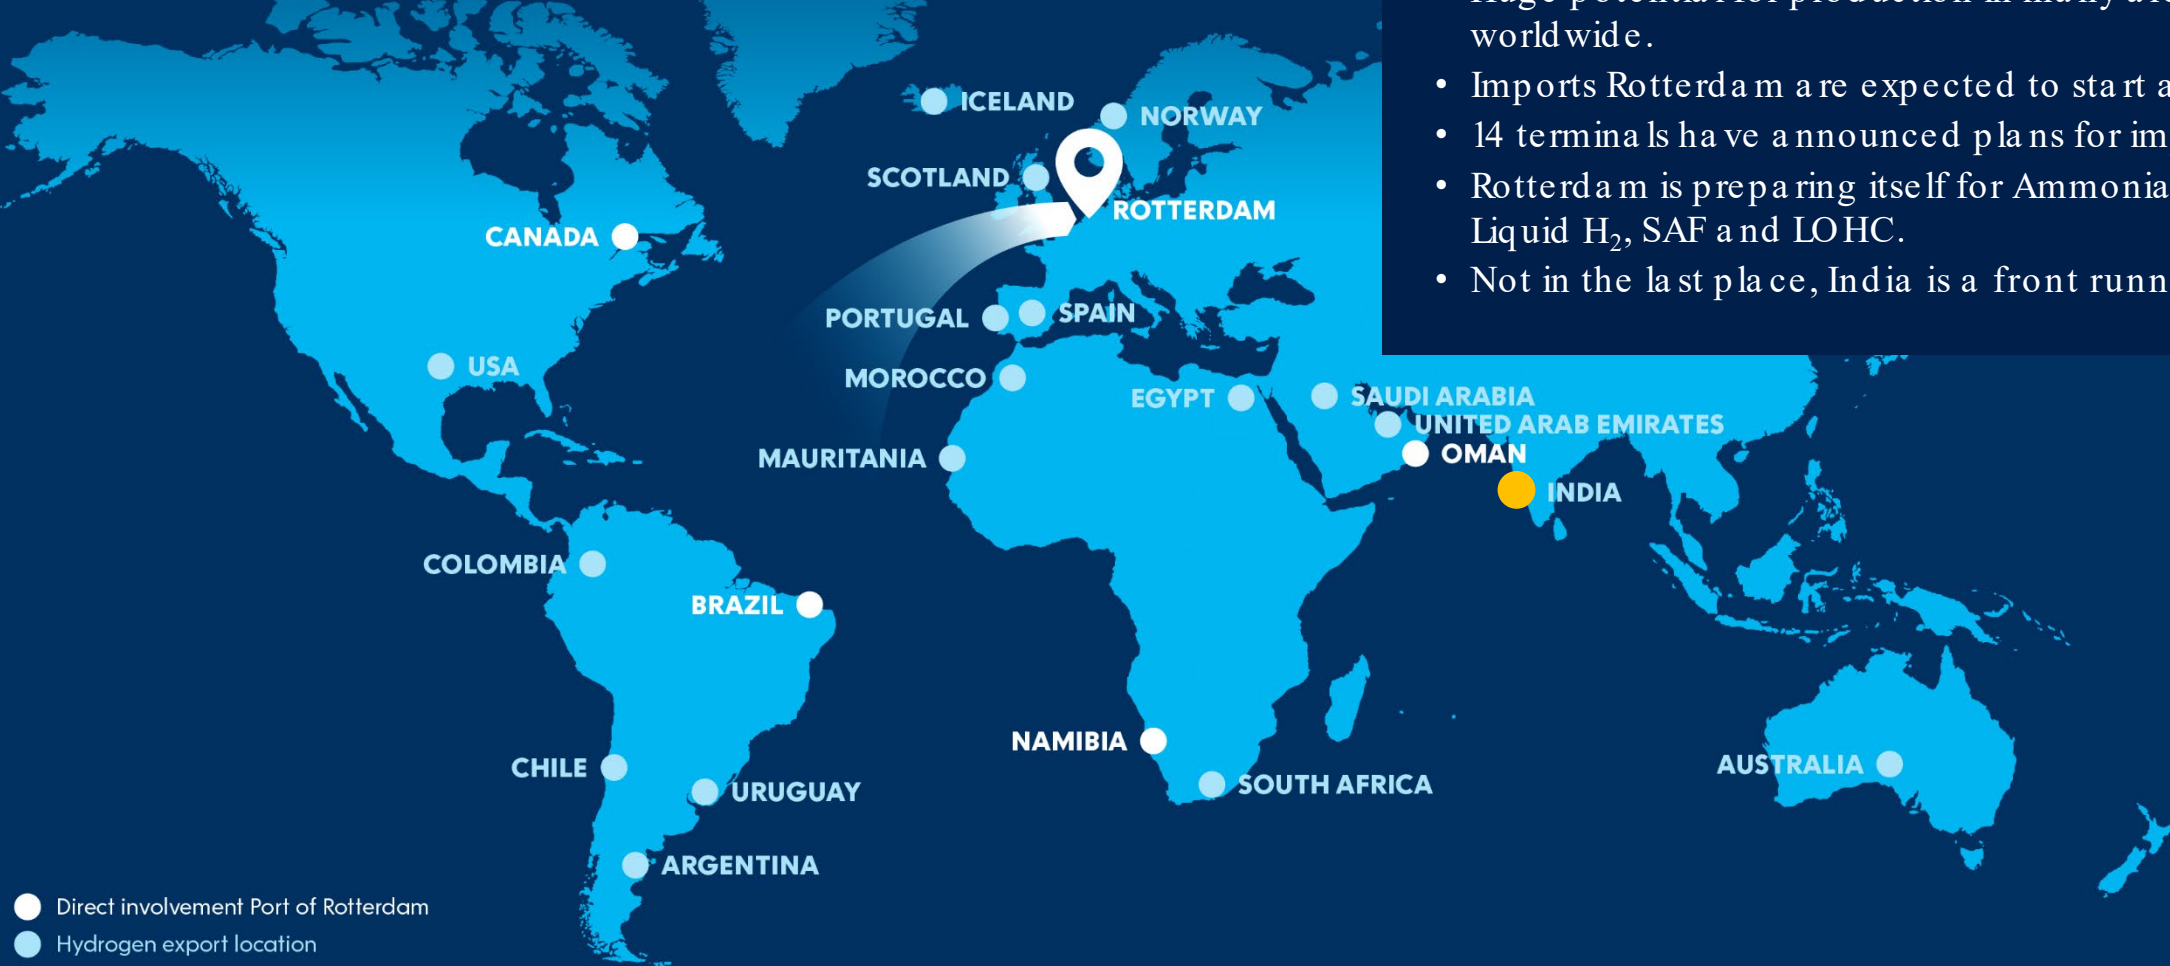 worldwide.
• Imports Rotterdam are expected to start
• 14 terminals have announced plans for
• Rotterdam is preparing itself for Ammonia
Liquid H₂, SAF and LOHC.
• Not in the last place, India is a front
ICELAND
NORWAY
SCOTLAND
ROTTERDAM
CANADA
PORTUGAL
SPAIN
USA
MOROCCO
EGYPT
SAUDI ARABIA
UNITED ARAB EMIRATES
OMAN
MAURITANIA
INDIA
COLOMBIA
BRAZIL
NAMIBIA
CHILE
URUGUAY
SOUTH AFRICA
AUSTRALIA
ARGENTINA
Direct involvement Port of Rotterdam
Hydrogen export location